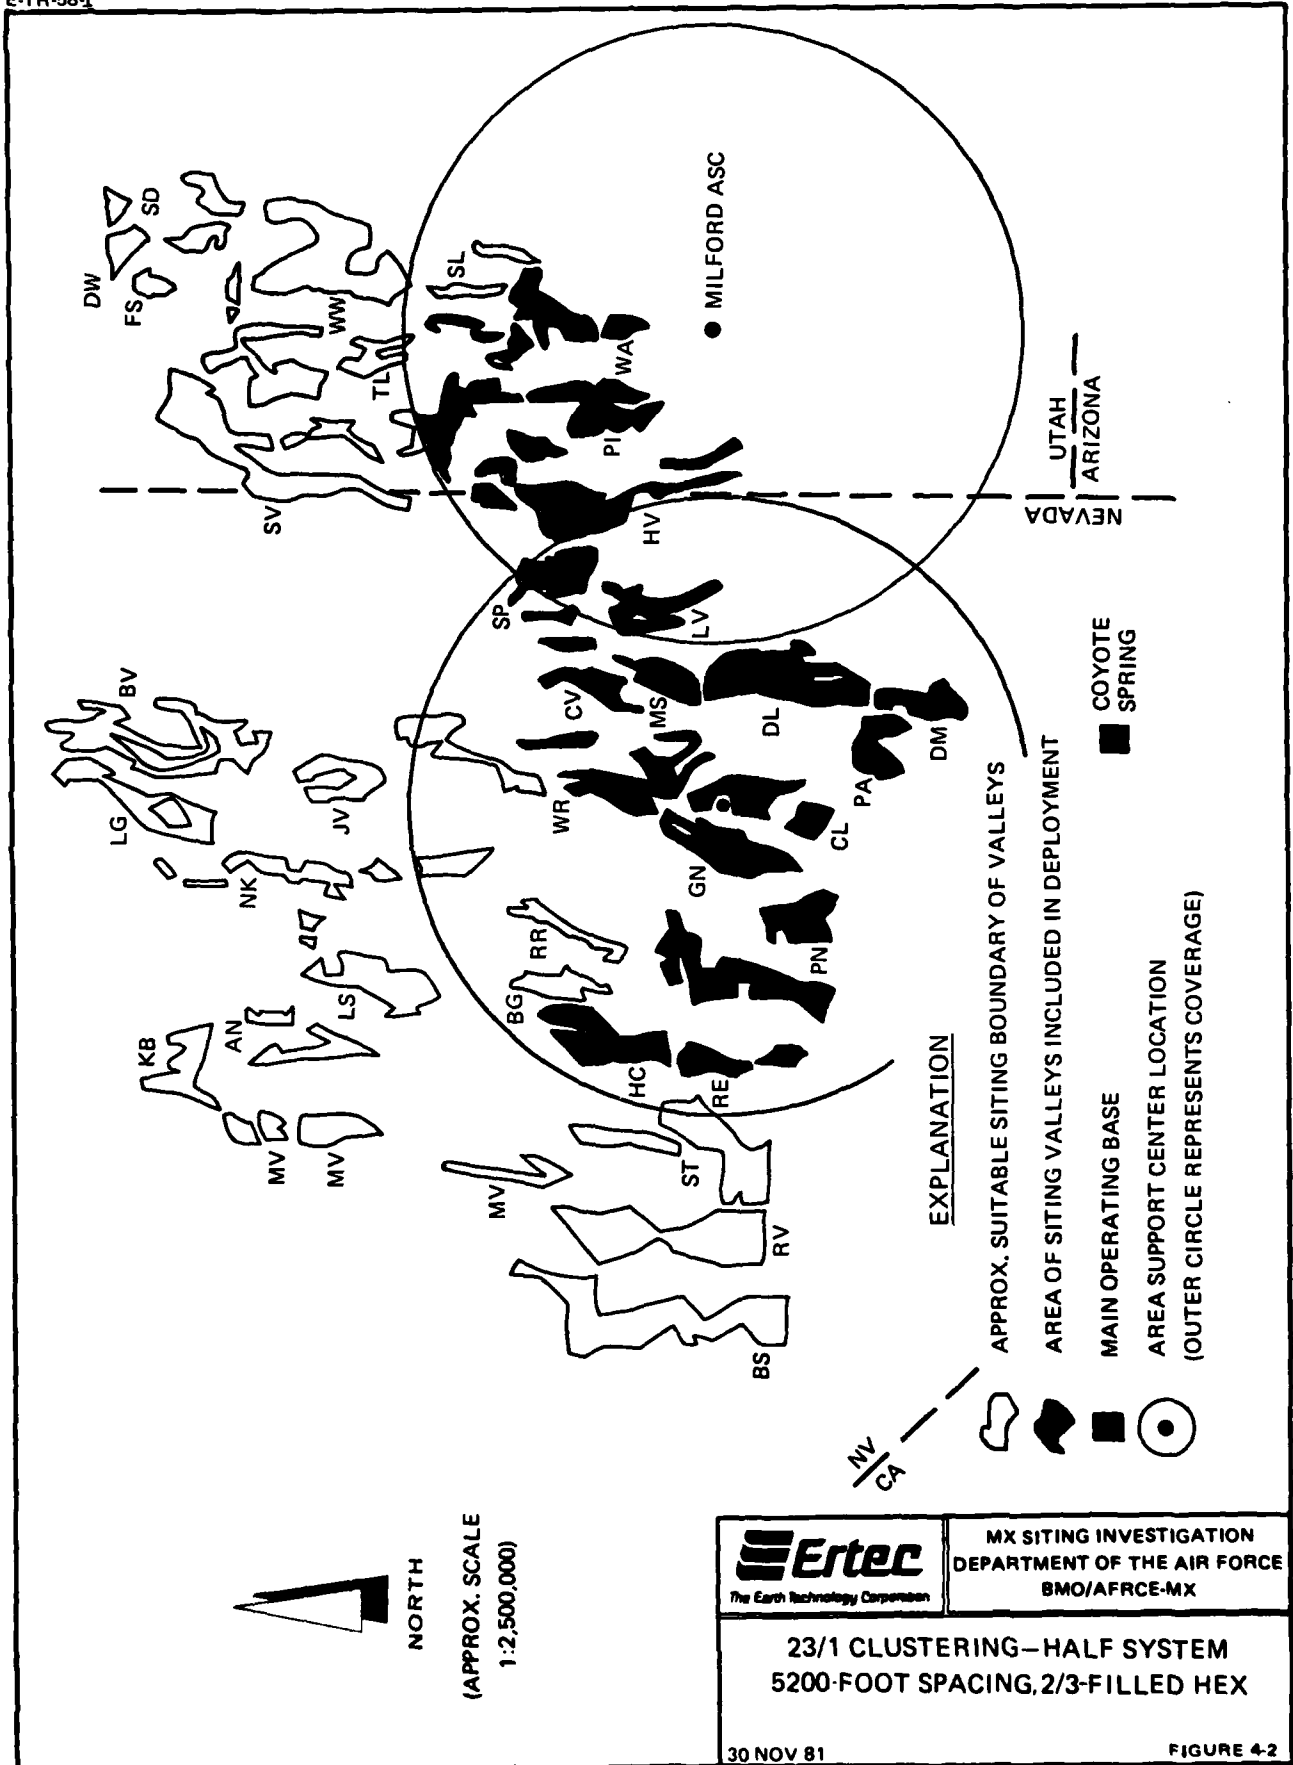 E-TR-58-I
DW
SD
FS
WW
TL
SV
SL
WA
PI
HV
MILFORD ASC
UTAH
ARIZONA
NEVADA
SP
LV
BV
LG
JV
NK
CV
MS
DL
DM
PA
WR
GN
CL
COYOTE
SPRING
RR
BG
PN
HC
RE
LS
AN
KB
MV
MV
MV
ST
RV
BS
NV
CA
EXPLANATION
APPROX. SUITABLE SITING BOUNDARY OF VALLEYS
AREA OF SITING VALLEYS INCLUDED IN DEPLOYMENT
MAIN OPERATING BASE
AREA SUPPORT CENTER LOCATION
(OUTER CIRCLE REPRESENTS COVERAGE)
NORTH
(APPROX. SCALE
1:2,500,000)
Ertec
The Earth Technology Corporation
MX SITING INVESTIGATION
DEPARTMENT OF THE AIR FORCE
BMO/AFRCE-MX
23/1 CLUSTERING–HALF SYSTEM
5200-FOOT SPACING, 2/3-FILLED HEX
30 NOV 81
FIGURE 4-2